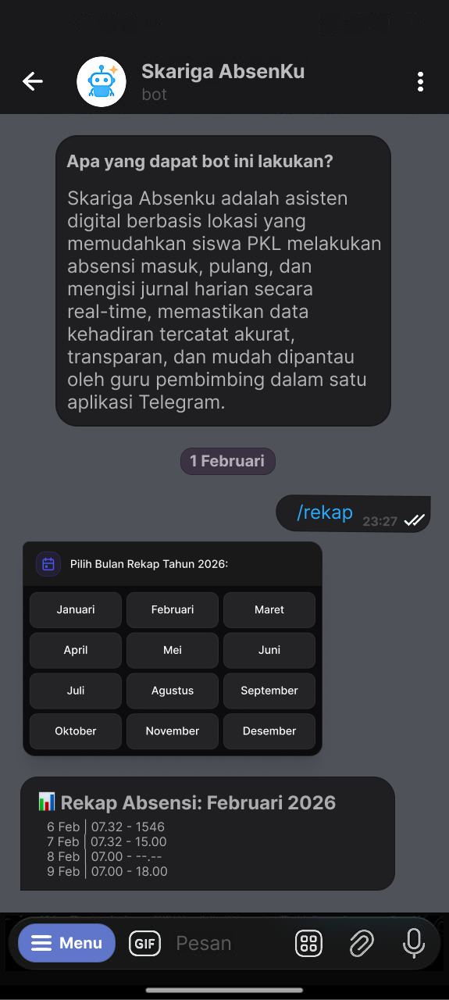 Skariga AbsenKu
bot
Apa yang dapat bot ini lakukan?
Skariga Absenku adalah asisten
digital berbasis lokasi yang
memudahkan siswa PKL melakukan
absensi masuk, pulang, dan
mengisi jurnal harian secara
real-time, memastikan data
kehadiran tercatat akurat,
transparan, dan mudah dipantau
oleh guru pembimbing dalam satu
aplikasi Telegram.
1 Februari
/rekap 23:27
Pilih Bulan Rekap Tahun 2026:
Januari Februari Maret
April Mei Juni
Juli Agustus September
Oktober November Desember
Rekap Absensi: Februari 2026
6 Feb | 07.32 - 1546
7 Feb | 07.32 - 15.00
8 Feb | 07.00 - --.--
9 Feb | 07.00 - 18.00
Menu GIF Pesan